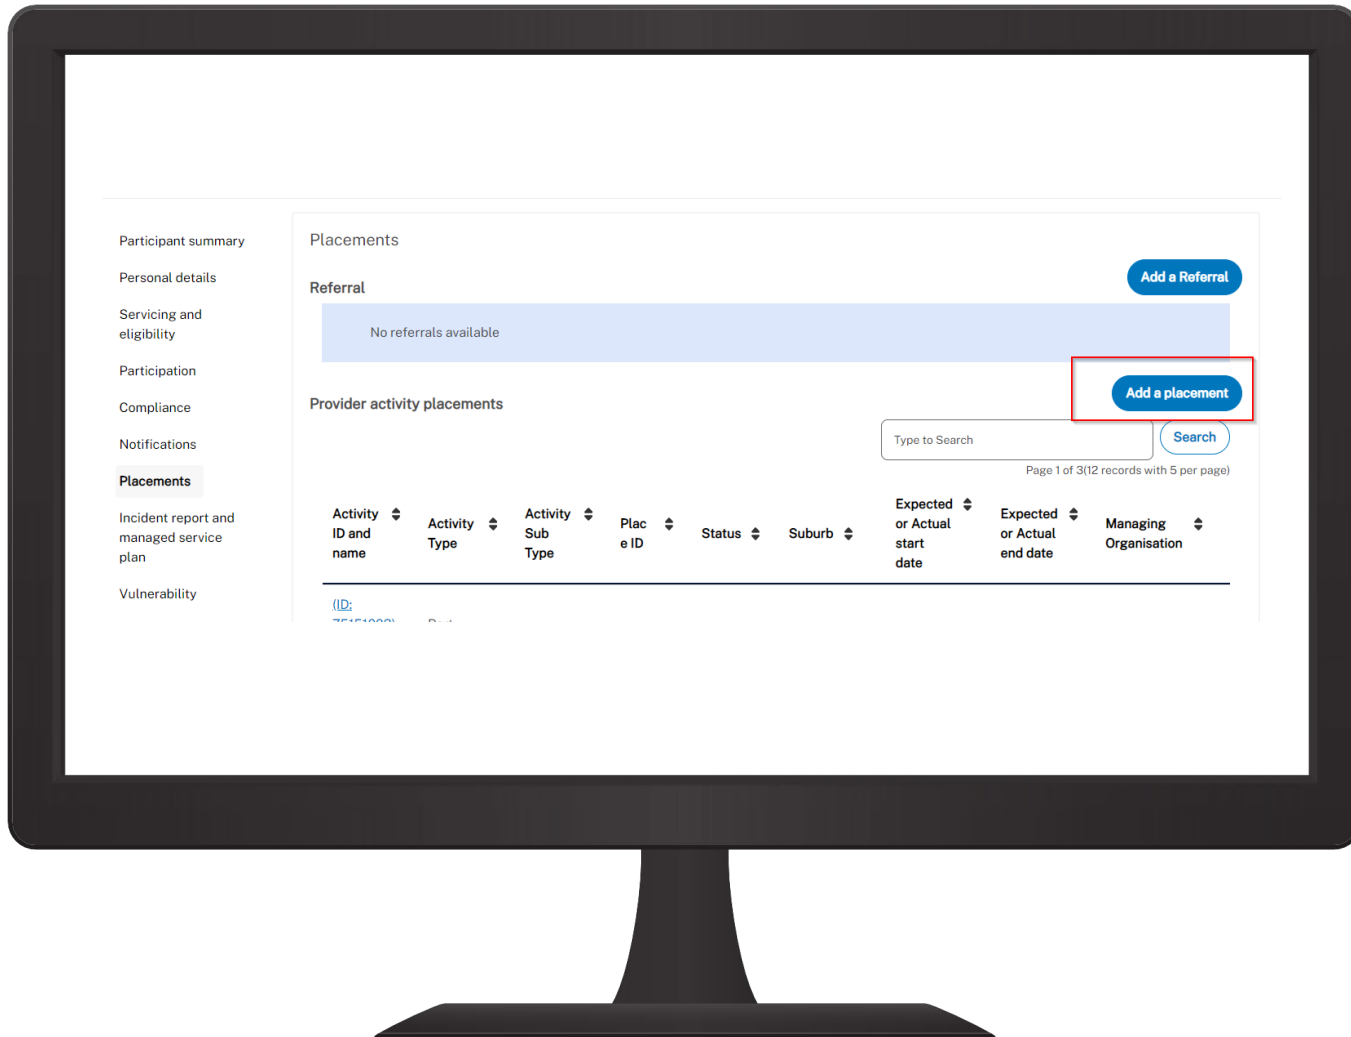 Participant summary
Personal details
Servicing and
eligibility
Participation
Compliance
Notifications
Placements
Incident report and
managed service
plan
Vulnerability
Placements
Add a Referral
Referral
No referrals available
Add a placement
Provider activity placements
Type to Search
Search
Page 1 of 3(12 records with 5 per page)
Activity
ID and
name
Activity
Type
Activity
Sub
Type
Plac
e ID
Status
Suburb
Expected
or Actual
start
date
Expected
or Actual
end date
Managing
Organisation
(ID: